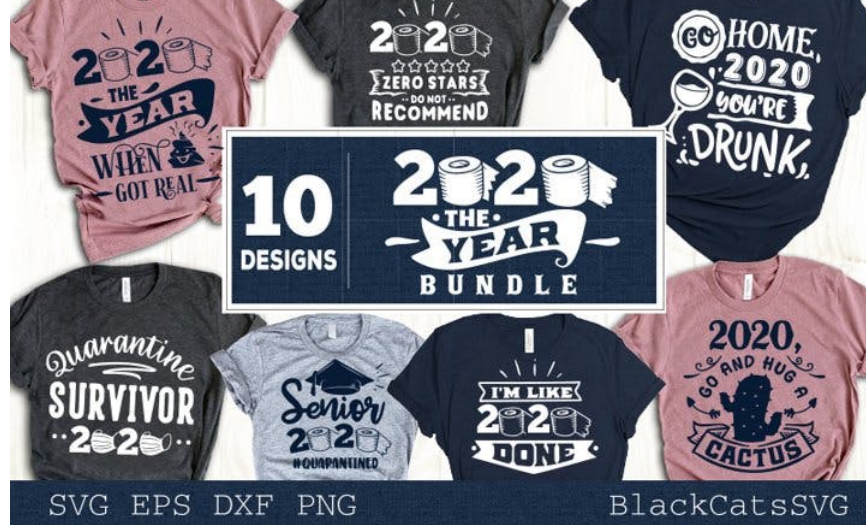 2020
THE
YEAR
WHEN
GOT REAL
2020
ZERO STARS
DO NOT
RECOMMEND
GO HOME,
2020
YOU'RE
DRUNK,
10
DESIGNS
2020
THE
YEAR
BUNDLE
Quarantine
SURVIVOR
2020
Senior
2020
#QUARANTINED
I'M LIKE
2020
DONE
2020,
GO AND HUG A
CACTUS
SVG EPS DXF PNG
BlackCatsSVG